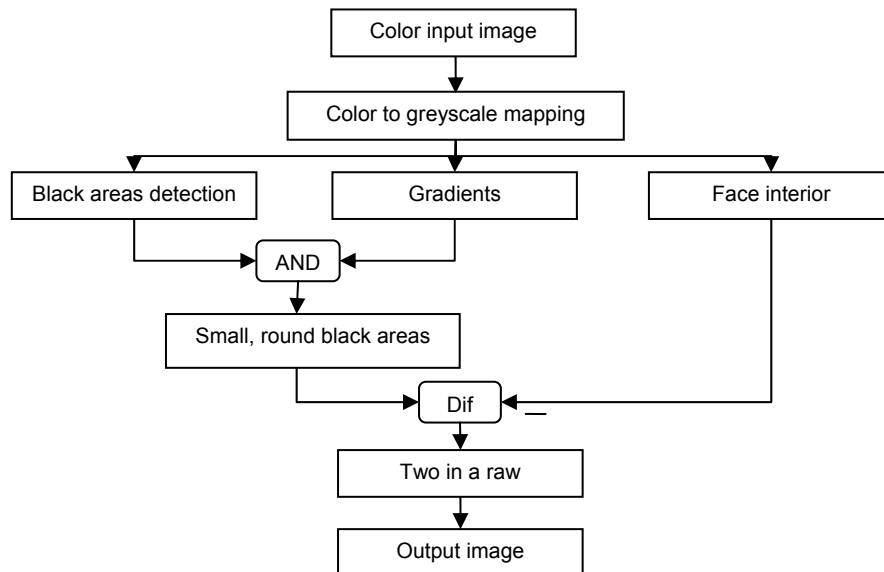 Color input image
Color to greyscale mapping
Black areas detection
Gradients
Face interior
AND
Small, round black areas
Dif
_
Two in a raw
Output image